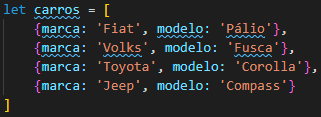 let carros = [
{marca: 'Fiat', modelo: 'Pálio'},
{marca: 'Volks', modelo: 'Fusca'},
{marca: 'Toyota', modelo: 'Corolla'},
{marca: 'Jeep', modelo: 'Compass'}
]